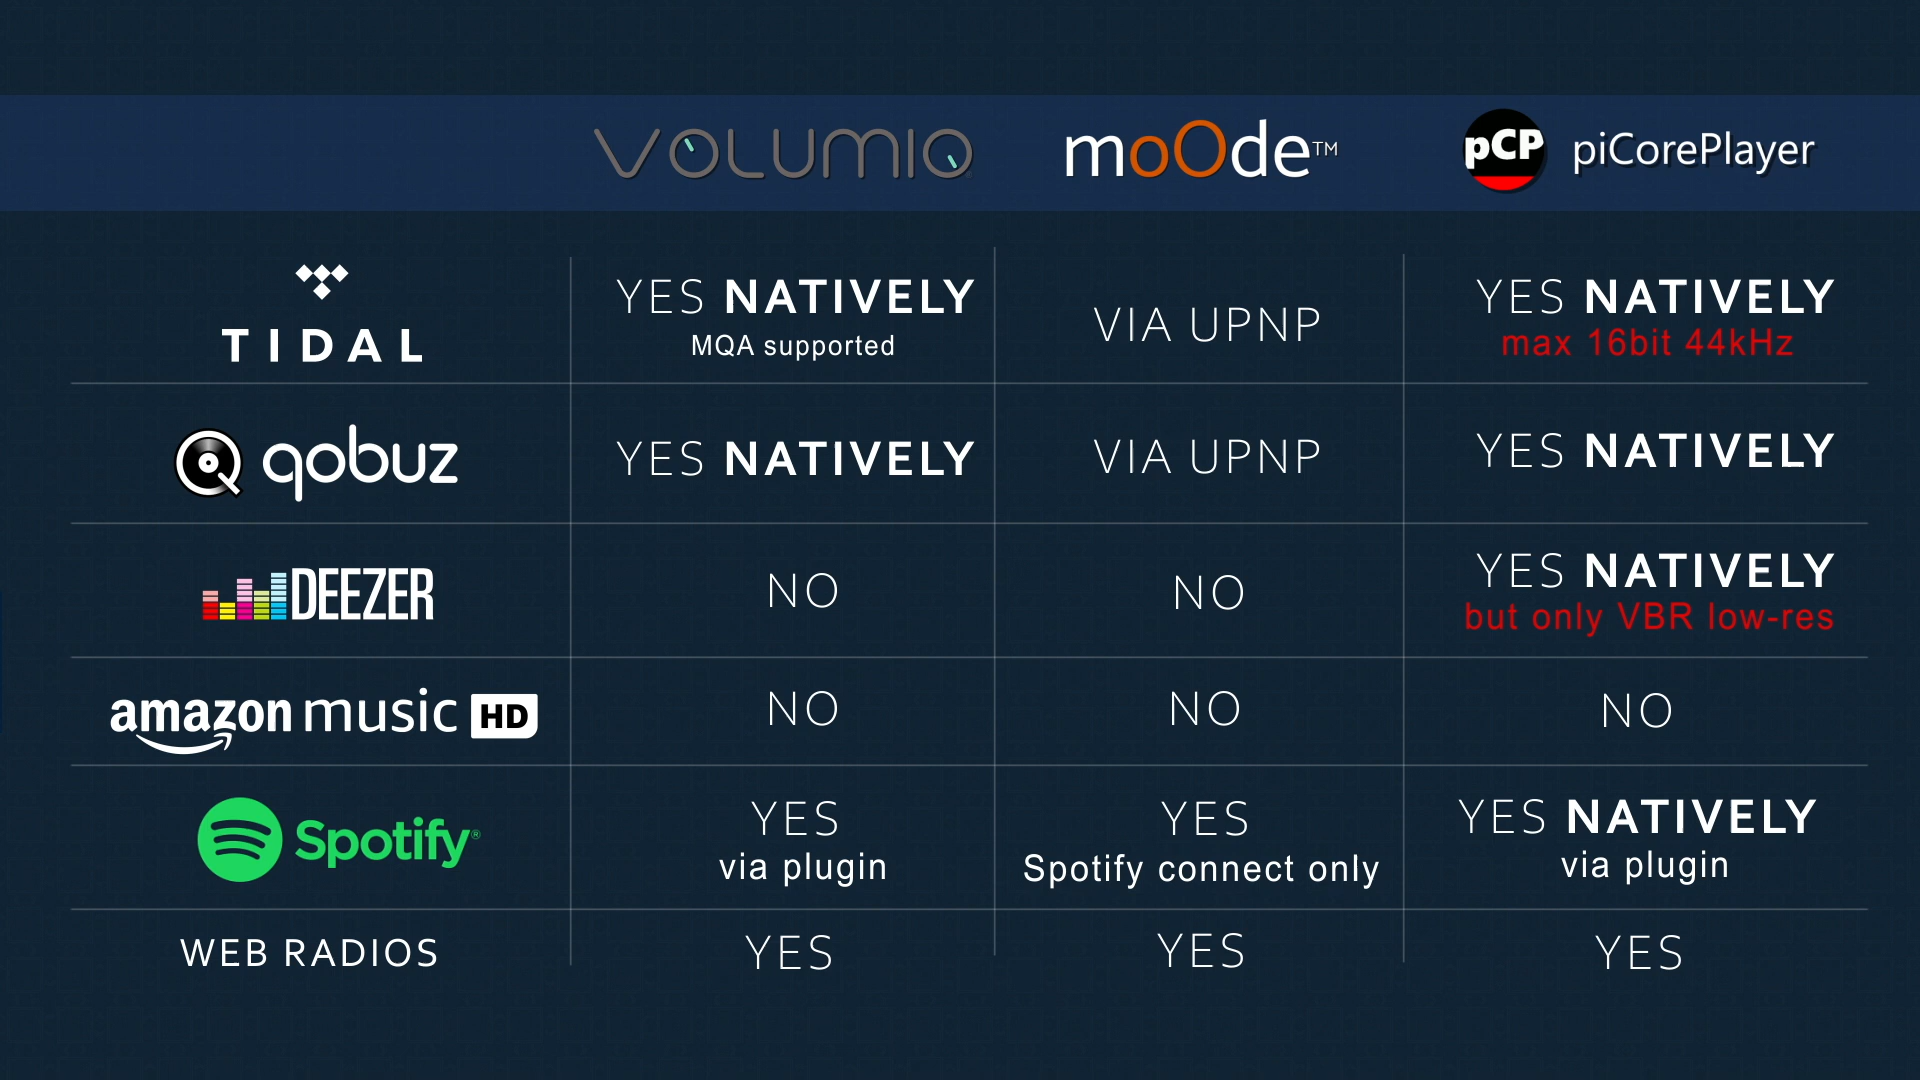 VOLUMIO moOde™ pCP piCorePlayer
TIDAL YES NATIVELY VIA UPNP YES NATIVELY
MQA supported max 16bit 44kHz
qobuz YES NATIVELY VIA UPNP YES NATIVELY
DEEZER NO NO YES NATIVELY
but only VBR low-res
amazon music HD NO NO NO
Spotify® YES YES YES NATIVELY
via plugin Spotify connect only via plugin
WEB RADIOS YES YES YES